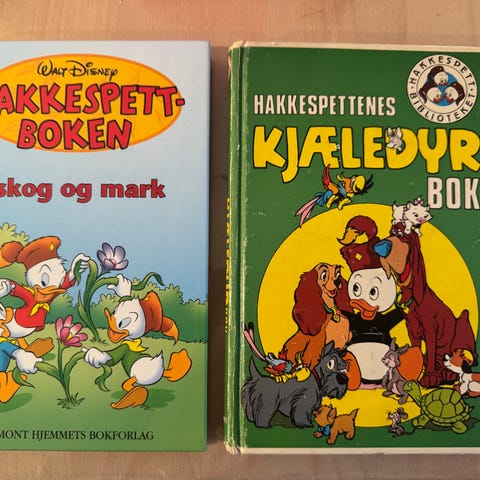 WALT DISNEY
HAKKESPETT-
BOKEN
skog og mark
MONT HJEMMETS BOKFORLAG
HAKKESPETT
BIBLIOTEKET
HAKKESPETTENES
KJÆLEDYR
BOK